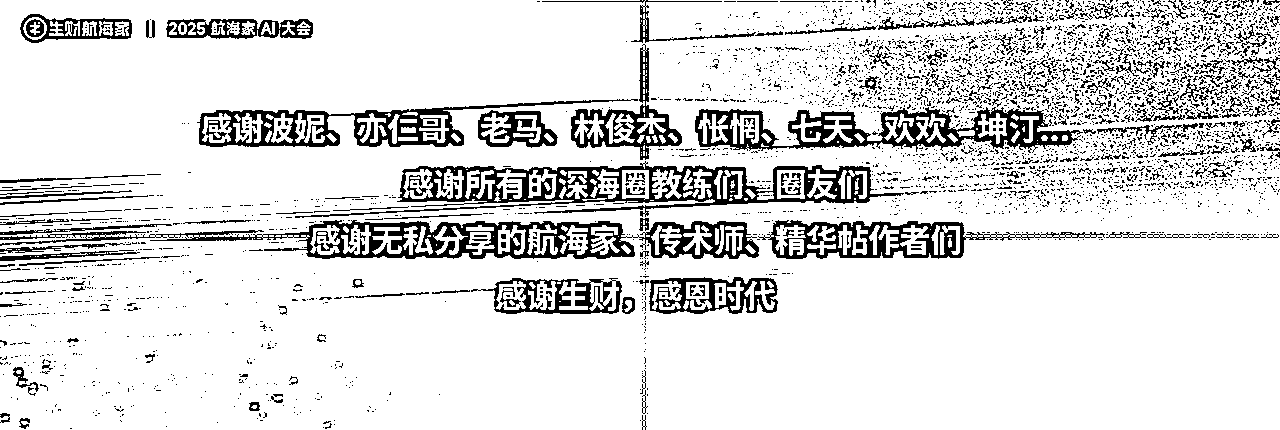 生财航海家 || 2025 航海家 AI 大会
感谢波妮、亦仨哥、老马、林俊杰、怅惘、七天、欢欢、坤汀...
感谢所有的深海圈教练们、圈友们
感谢无私分享的航海家、传术师、精华帖作者们
感谢生财，感恩时代